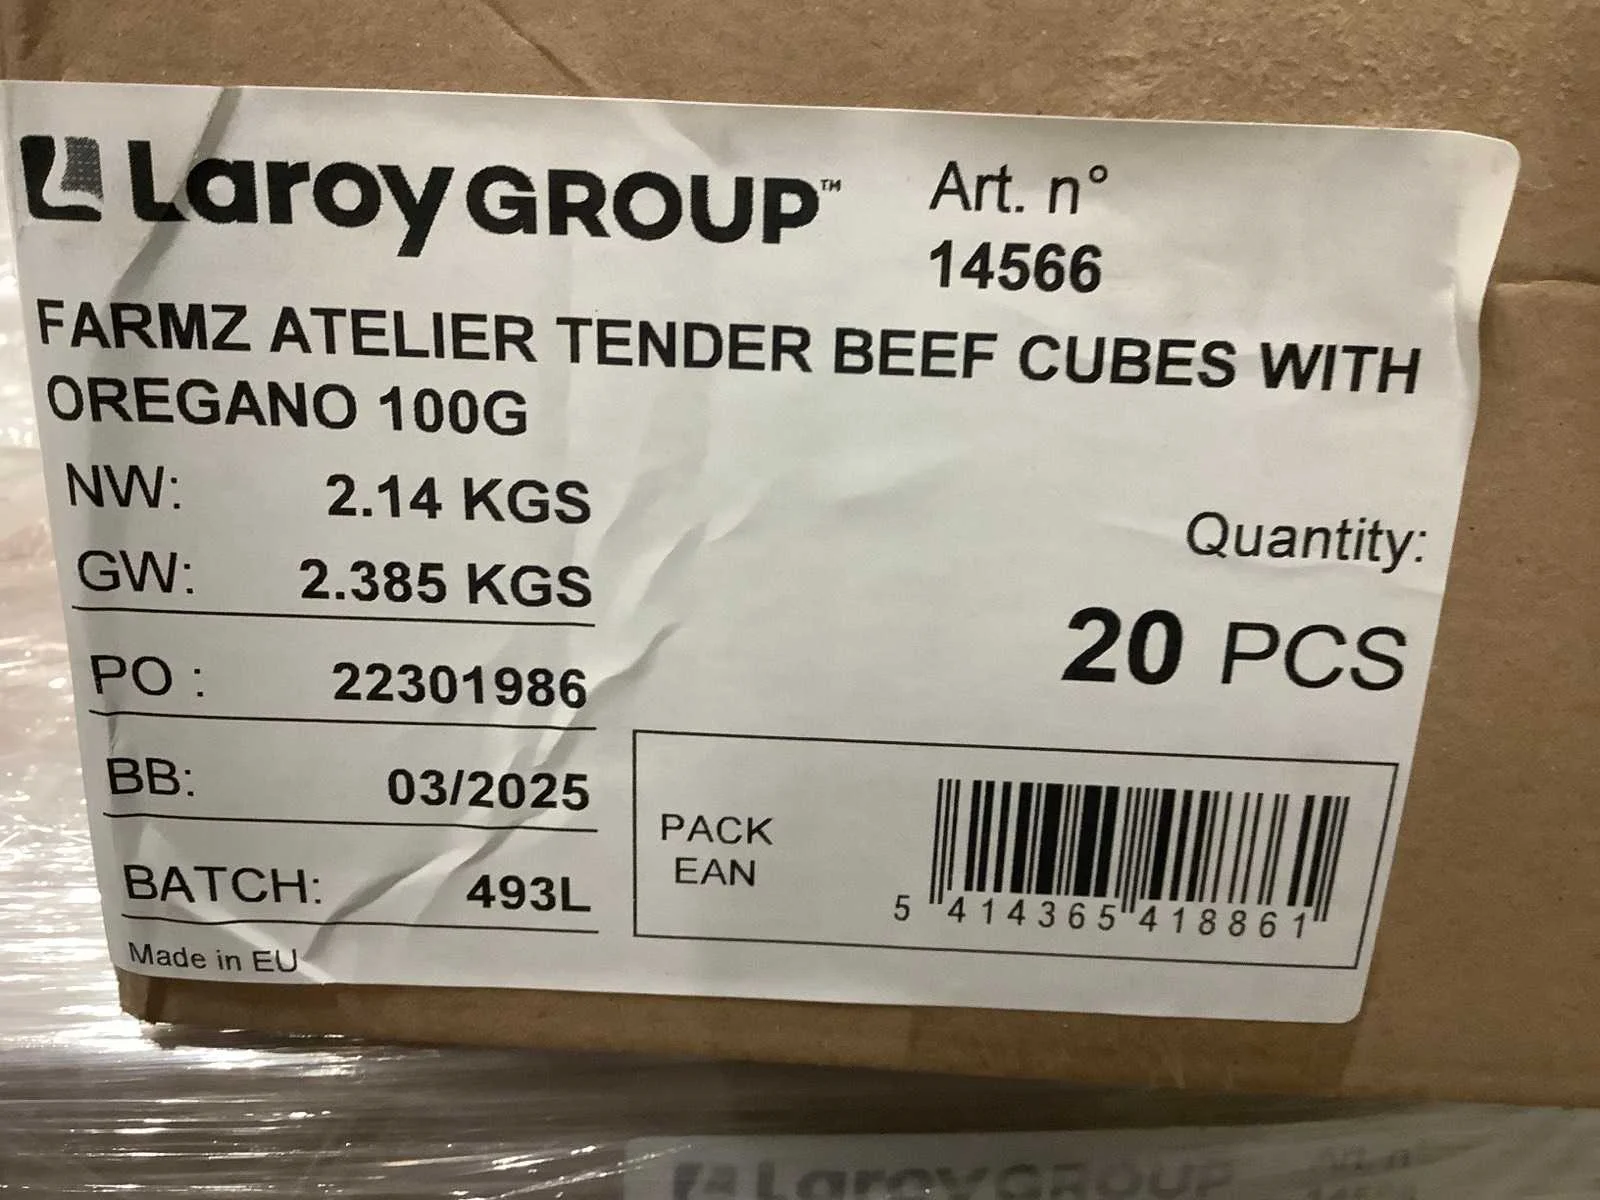 Laroy GROUP™
Art. n°
14566
FARMZ ATELIER TENDER BEEF CUBES WITH
OREGANO 100G
NW: 2.14 KGS
GW: 2.385 KGS
Quantity:
20 PCS
PO : 22301986
BB: 03/2025
BATCH: 493L
Made in EU
PACK
EAN
5 414365 418861
Laroy GROUP